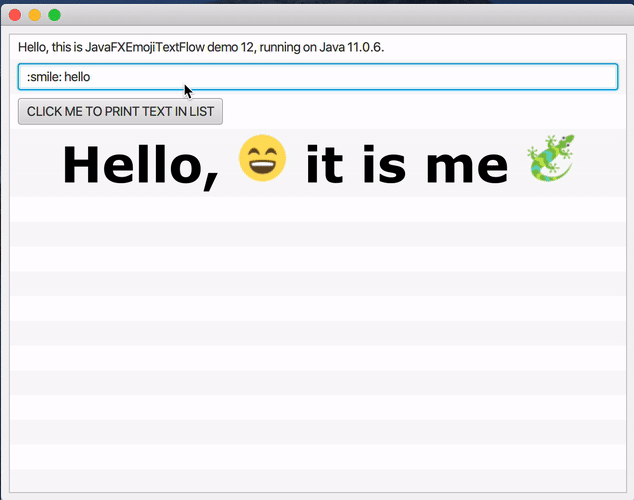 Hello, this is JavaFXEmojiTextFlow demo 12, running on Java 11.0.6.
:smile: hello
CLICK ME TO PRINT TEXT IN LIST
Hello, 😄 it is me 🦎